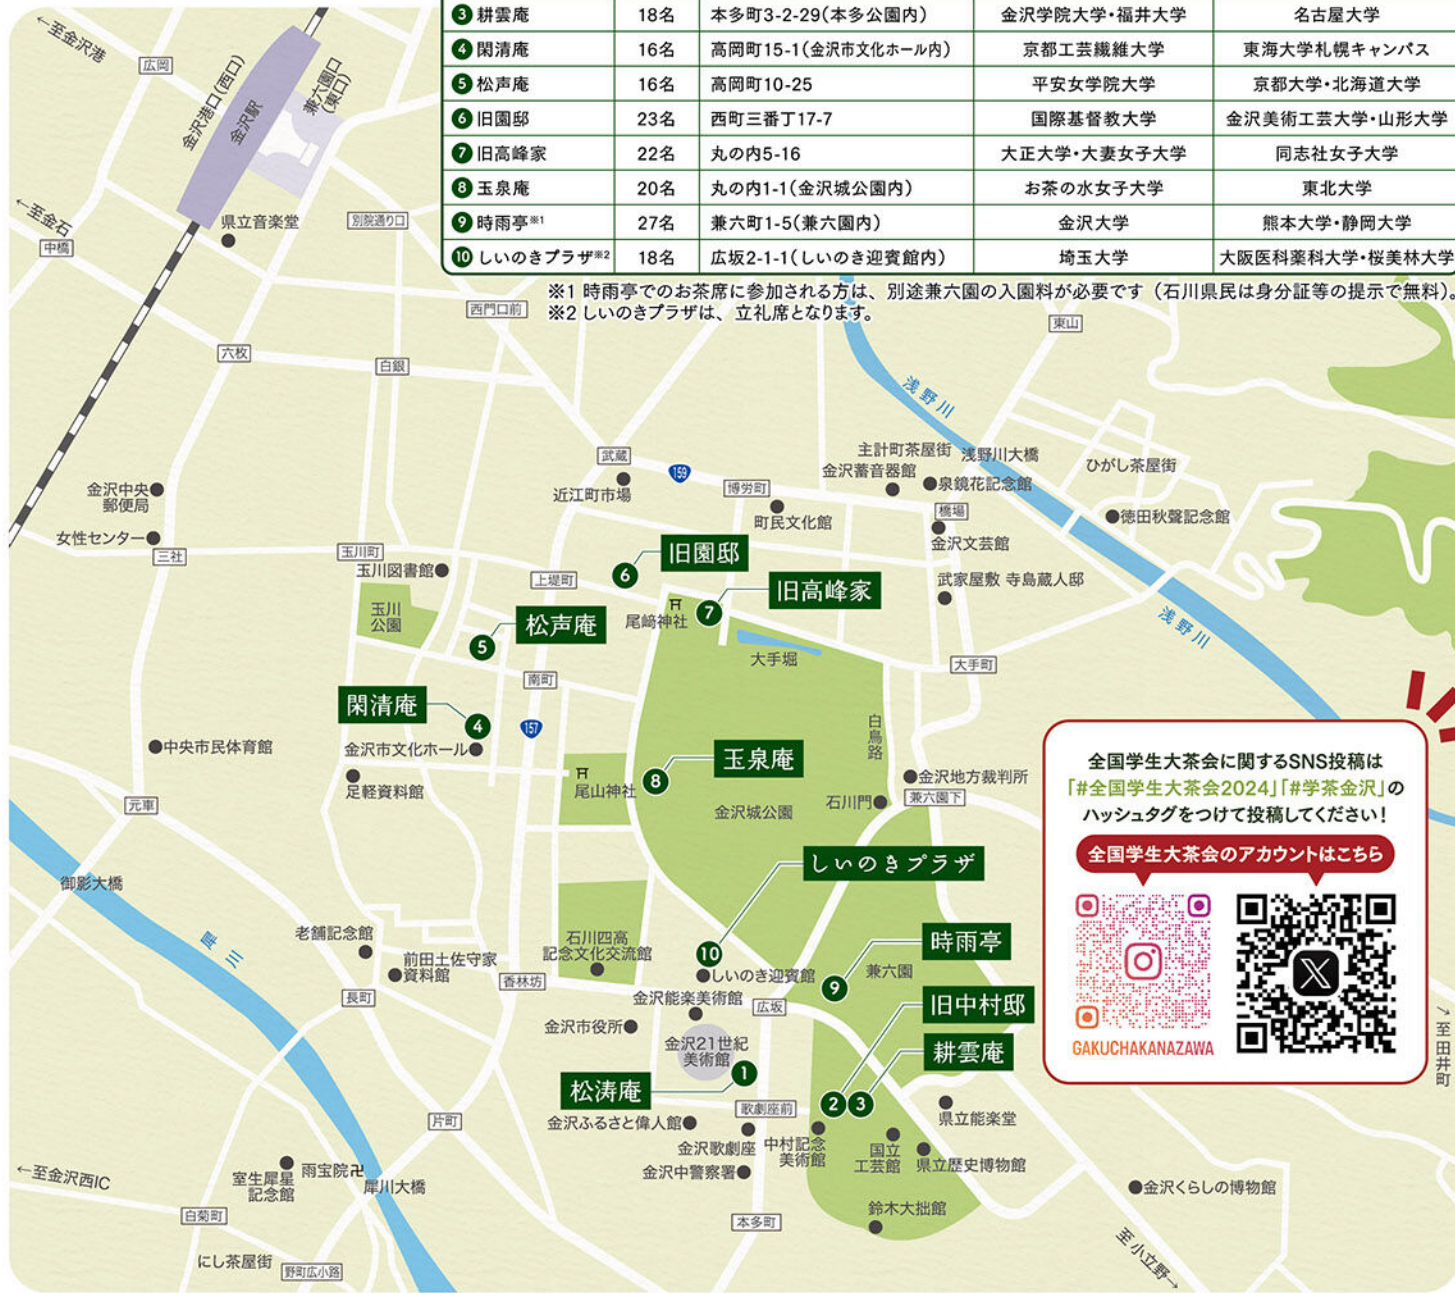 ③ 耕雲庵 18名 本多町3-2-29(本多公園内) 金沢学院大学・福井大学 名古屋大学
④ 閑清庵 16名 高岡町15-1(金沢市文化ホール内) 京都工芸繊維大学 東海大学札幌キャンパス
⑤ 松声庵 16名 高岡町10-25 平安女学院大学 京都大学・北海道大学
⑥ 旧園邸 23名 西町三番丁17-7 国際基督教大学 金沢美術工芸大学・山形大学
⑦ 旧高峰家 22名 丸の内5-16 大正大学・大妻女子大学 同志社女子大学
⑧ 玉泉庵 20名 丸の内1-1(金沢城公園内) お茶の水女子大学 東北大学
⑨ 時雨亭※1 27名 兼六町1-5(兼六園内) 金沢大学 熊本大学・静岡大学
⑩ しいのきプラザ※2 18名 広坂2-1-1(しいのき迎賓館内) 埼玉大学 大阪医科薬科大学・桜美林大学
※1 時雨亭でのお茶席に参加される方は、別途兼六園の入園料が必要です（石川県民は身分証等の提示で無料)。
※2 しいのきプラザは、立礼席となります。
←至金沢港
広岡
金沢港口(西口)
金沢駅
兼六園口
(東口)
←至金石
中橋
県立音楽堂
別院通り口
西門口前
六枚
白銀
東山
浅野川
武蔵
159
近江町市場
博労町
町民文化館
主計町茶屋街
金沢蓄音器館
浅野川大橋
泉鏡花記念館
橋場
金沢文芸館
ひがし茶屋街
徳田秋聲記念館
武家屋敷 寺島蔵人邸
浅野川
金沢中央
郵便局
女性センター
三社
玉川町
玉川図書館
玉川
公園
上堤町
6
旧園邸
7
旧高峰家
尾﨑神社
大手堀
大手町
5
松声庵
南町
閑清庵
4
157
金沢市文化ホール
足軽資料館
中央市民体育館
元車
尾山神社
8
玉泉庵
金沢城公園
白鳥路
石川門
金沢地方裁判所
兼六園下
御影大橋
犀川
しいのきプラザ
10
しいのき迎賓館
石川四高
記念文化交流館
老舗記念館
前田土佐守家
資料館
長町
香林坊
時雨亭
9
兼六園
金沢能楽美術館
広坂
金沢市役所
金沢21世紀
美術館
1
松涛庵
旧中村邸
耕雲庵
2
3
歌劇座前
金沢ふるさと偉人館
金沢歌劇座
金沢中警察署
中村記念
美術館
国立
工芸館
県立能楽堂
県立歴史博物館
鈴木大拙館
本多町
片町
室生犀星
記念館
雨宝院
犀川大橋
←至金沢西IC
白菊町
にし茶屋街
野町広小路
金沢くらしの博物館
至小立野→
→至田井町
全国学生大茶会に関するSNS投稿は
「#全国学生大茶会2024」「#学茶金沢」の
ハッシュタグをつけて投稿してください！
全国学生大茶会のアカウントはこちら
GAKUCHAKANAZAWA